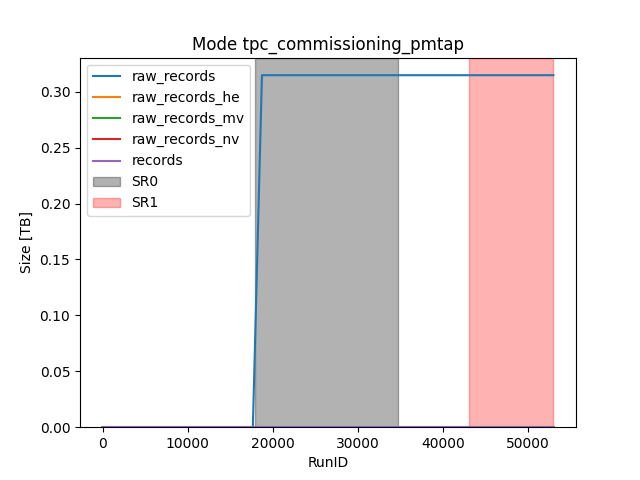 Mode tpc_commissioning_pmtap
raw_records
raw_records_he
raw_records_mv
raw_records_nv
records
SR0
SR1
Size [TB]
0.30
0.25
0.20
0.15
0.10
0.05
0.00
0 10000 20000 30000 40000 50000
RunID